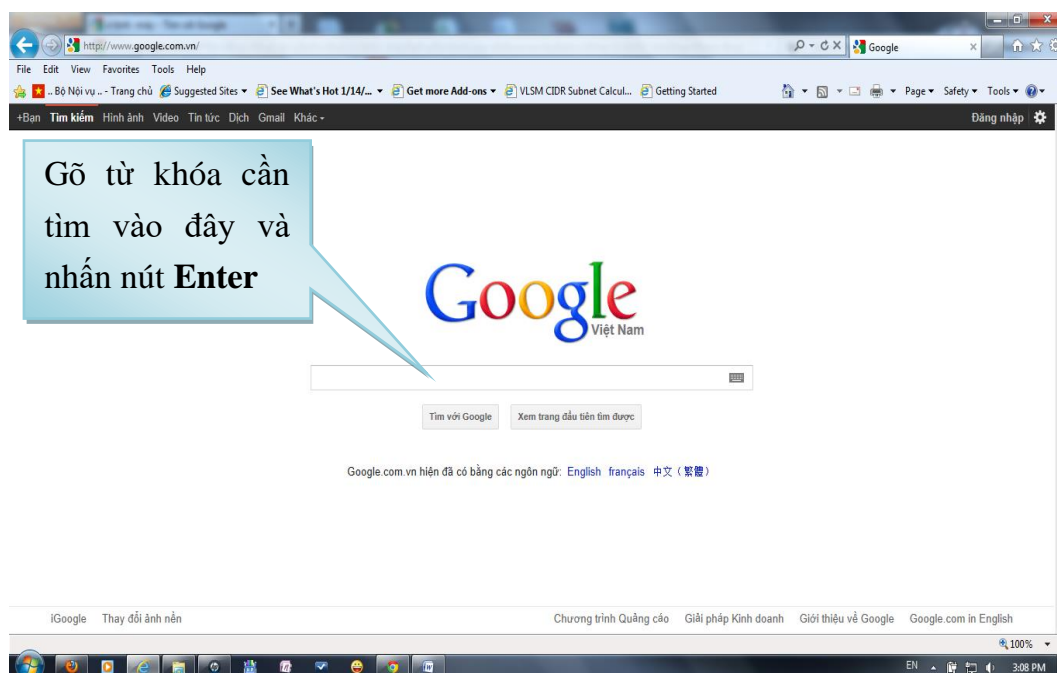 http://www.google.com.vn/
Google
File Edit View Favorites Tools Help
.. Bộ Nội vụ .. - Trang chủ Suggested Sites See What's Hot 1/14/... Get more Add-ons VLSM CIDR Subnet Calcul... Getting Started Page Safety Tools
+Bạn Tìm kiếm Hình ảnh Video Tin tức Dịch Gmail Khác Đăng nhập
Gõ từ khóa cần
tìm vào đây và
nhấn nút Enter
Google
Việt Nam
Tìm với Google Xem trang đầu tiên tìm được
Google.com.vn hiện đã có bằng các ngôn ngữ: English français 中文（繁體）
iGoogle Thay đổi ảnh nền Chương trình Quảng cáo Giải pháp Kinh doanh Giới thiệu về Google Google.com in English
100%
EN 3:08 PM